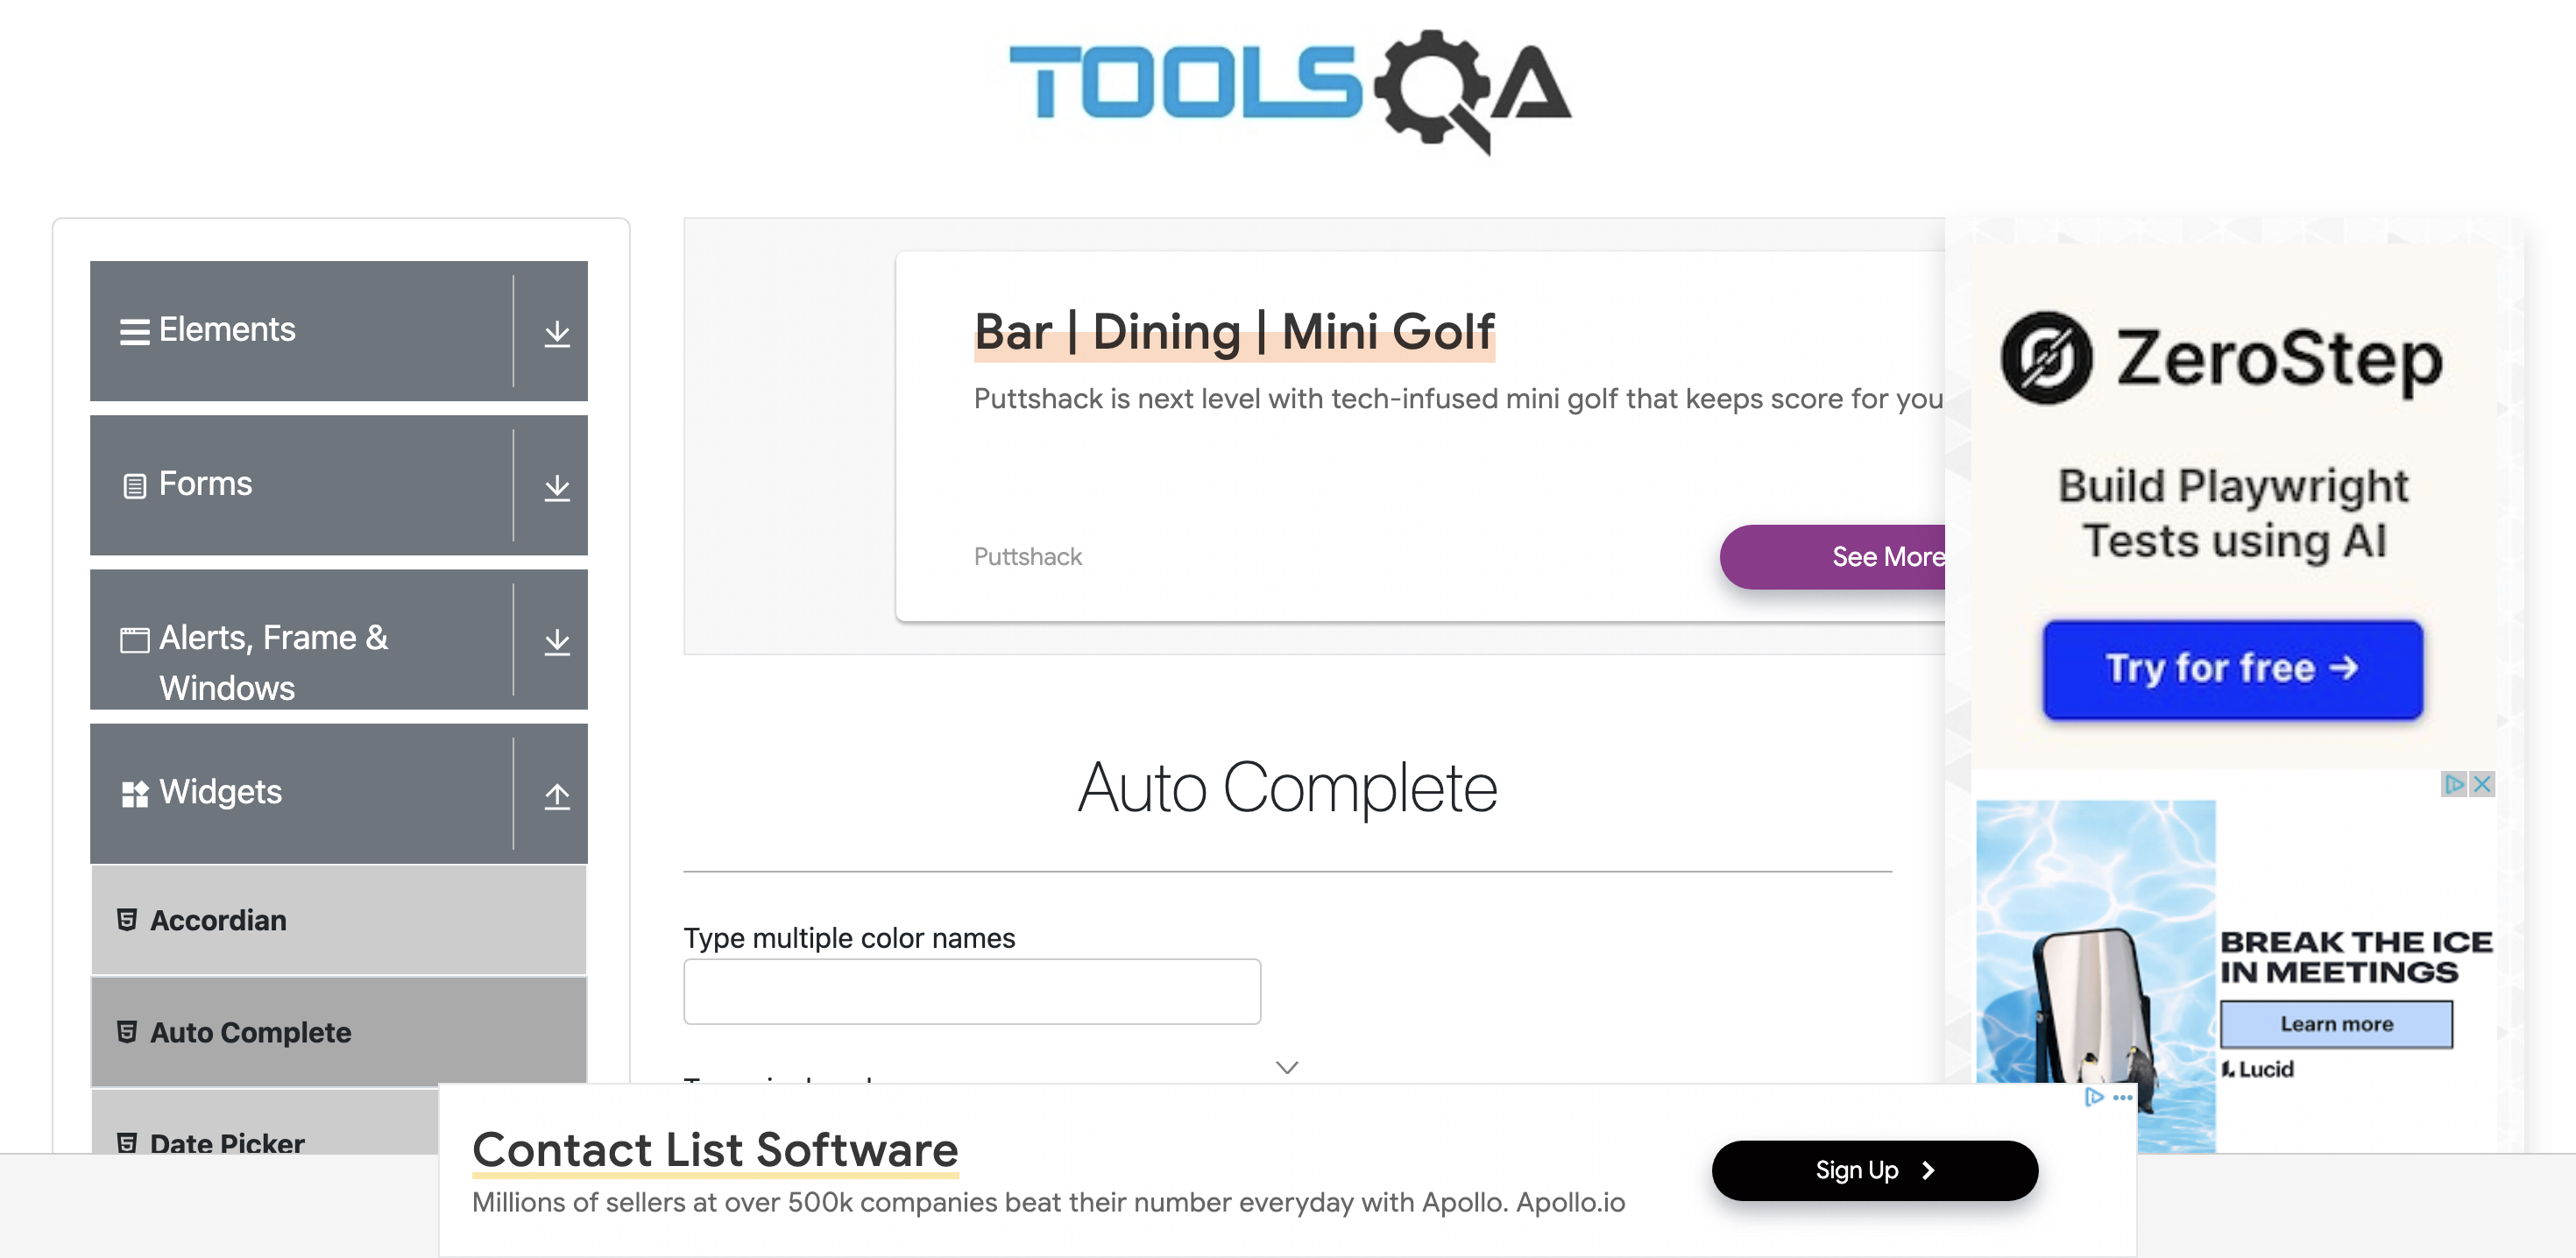 TOOLSQA
Elements
Forms
Alerts, Frame &
Windows
Widgets
Accordian
Auto Complete
Date Picker
Bar | Dining | Mini Golf
Puttshack is next level with tech-infused mini golf that keeps score for you
Puttshack
See More
Auto Complete
Type multiple color names
ZeroStep
Build Playwright
Tests using AI
Try for free →
BREAK THE ICE
IN MEETINGS
Learn more
Lucid
Contact List Software
Millions of sellers at over 500k companies beat their number everyday with Apollo. Apollo.io
Sign Up